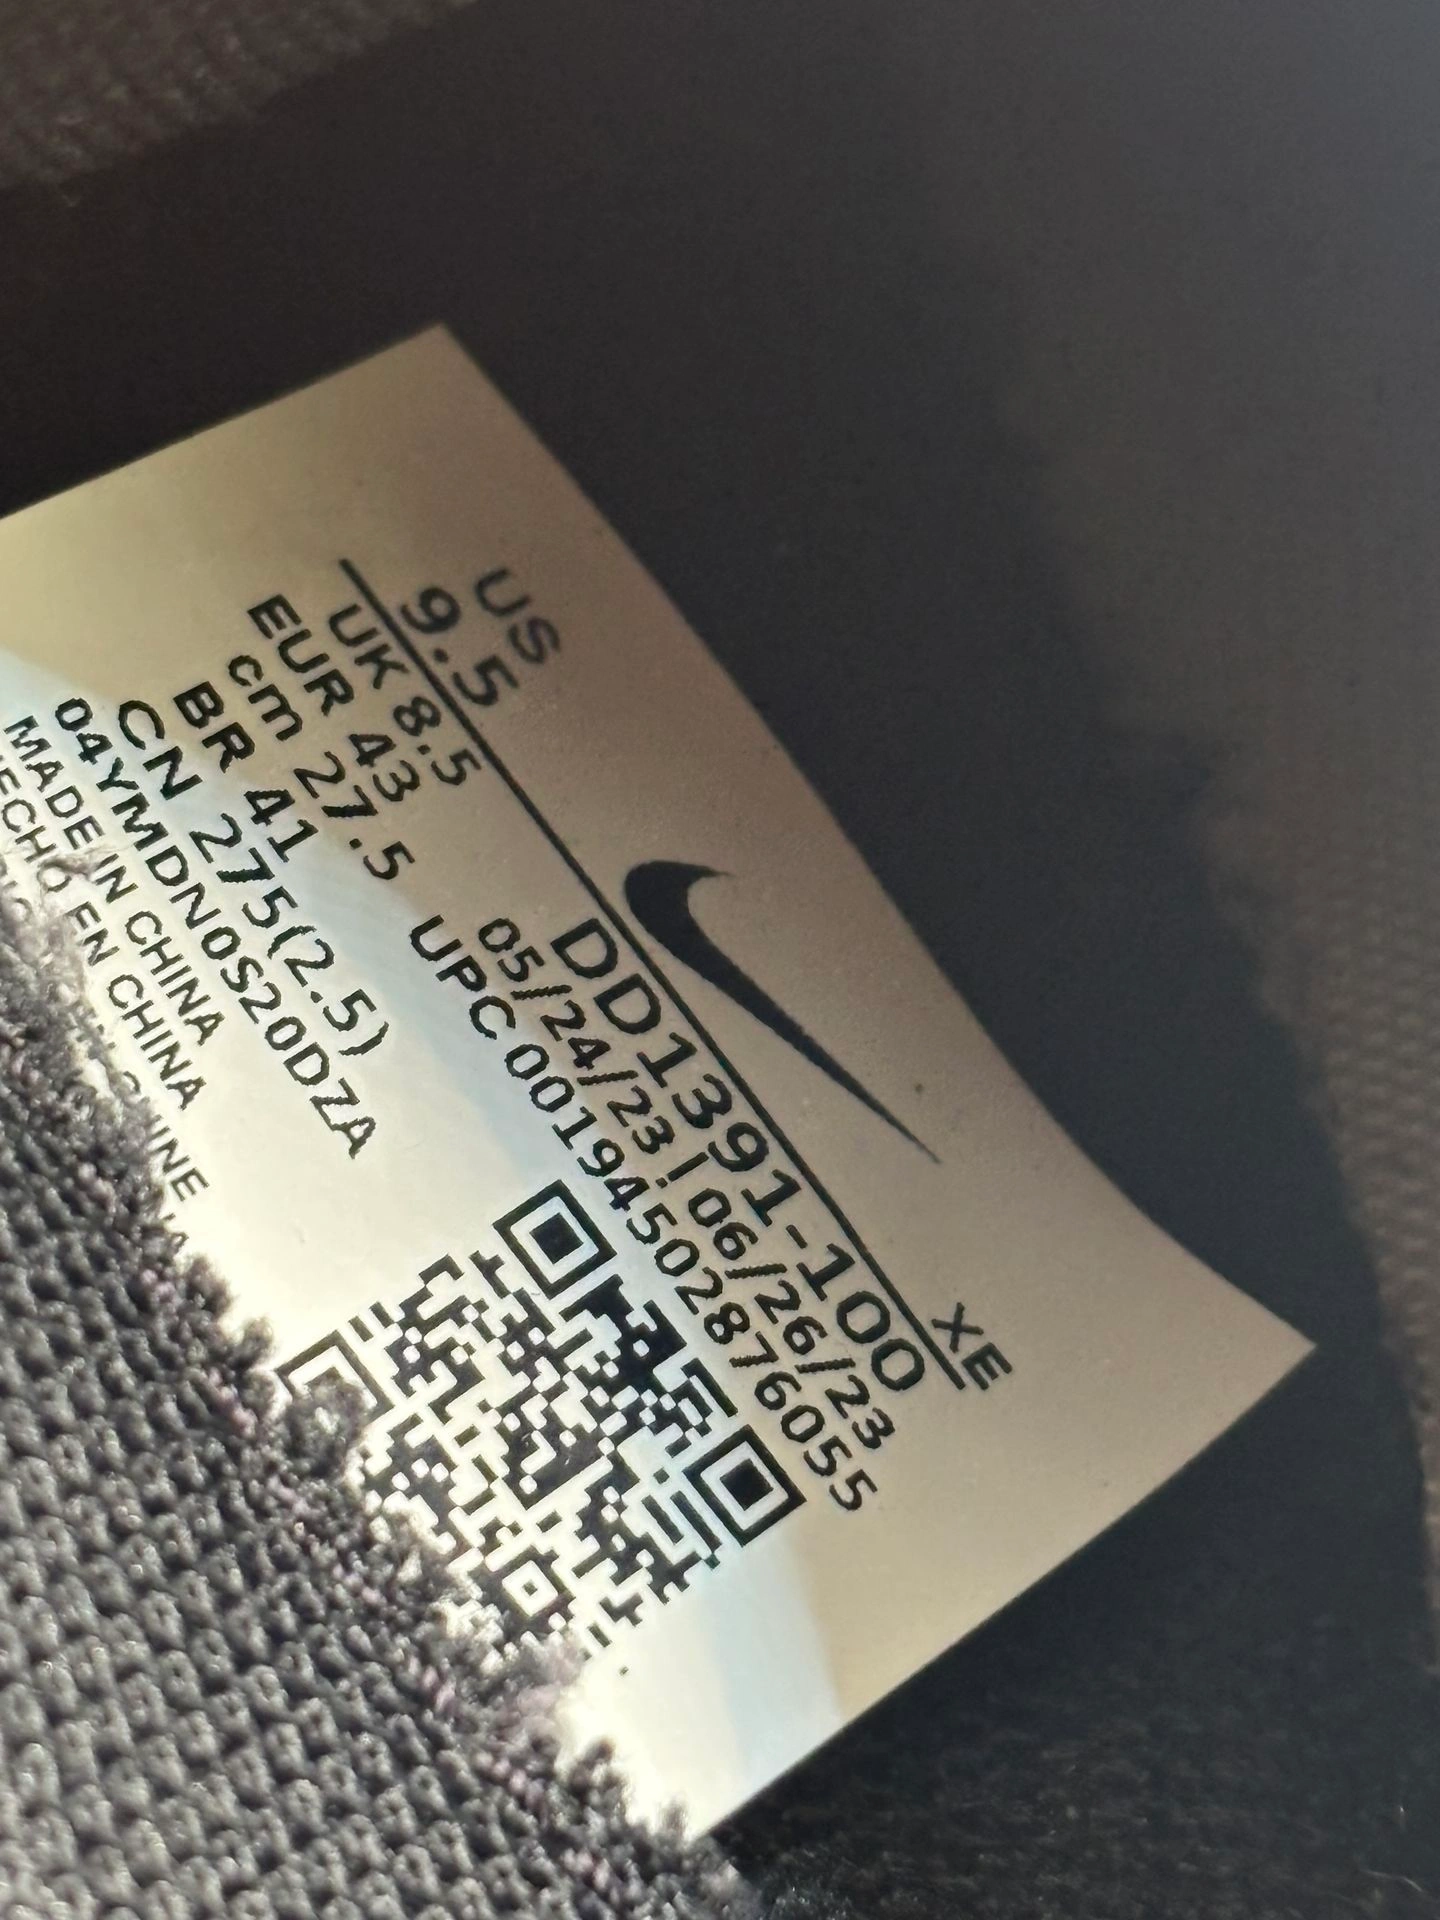 US
9.5
XE
UK 8.5
EUR 43
cm 27.5
BR 41
CN 275(2.5)
04YMDN0S20DZA
MADE IN CHINA
HECHO EN CHINA
DD1391-100
05/24/23 ! 06/26/23
UPC 00194502876055